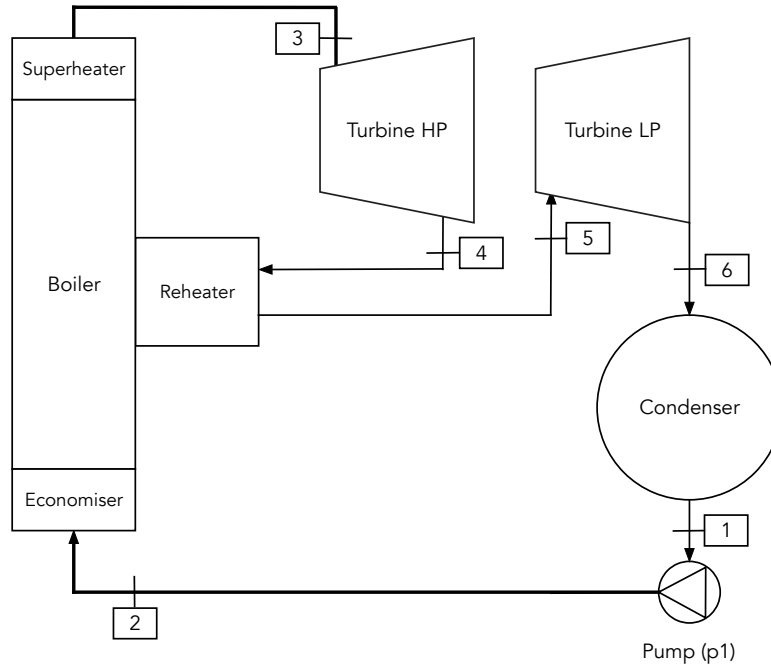 3
Superheater
Turbine HP
Turbine LP
4
5
6
Boiler
Reheater
Condenser
Economiser
1
2
Pump (p1)